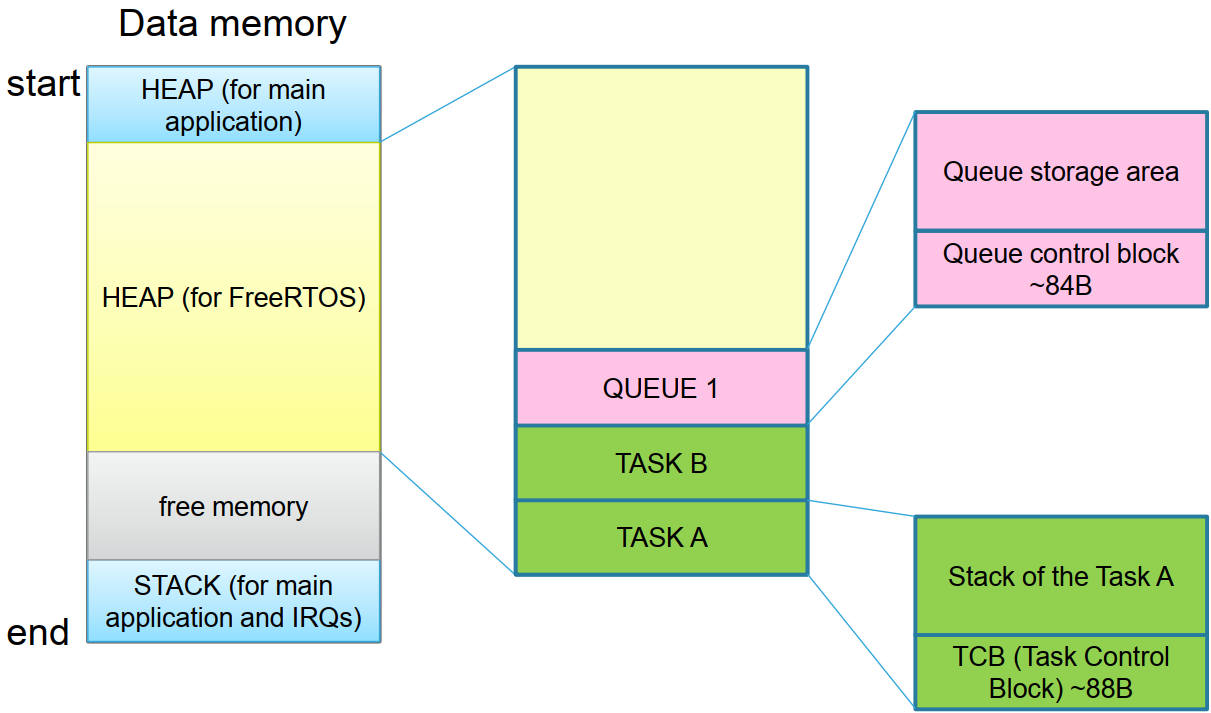 Data memory
start
HEAP (for main
application)
HEAP (for FreeRTOS)
free memory
STACK (for main
application and IRQs)
end
QUEUE 1
TASK B
TASK A
Queue storage area
Queue control block
~84B
Stack of the Task A
TCB (Task Control
Block) ~88B